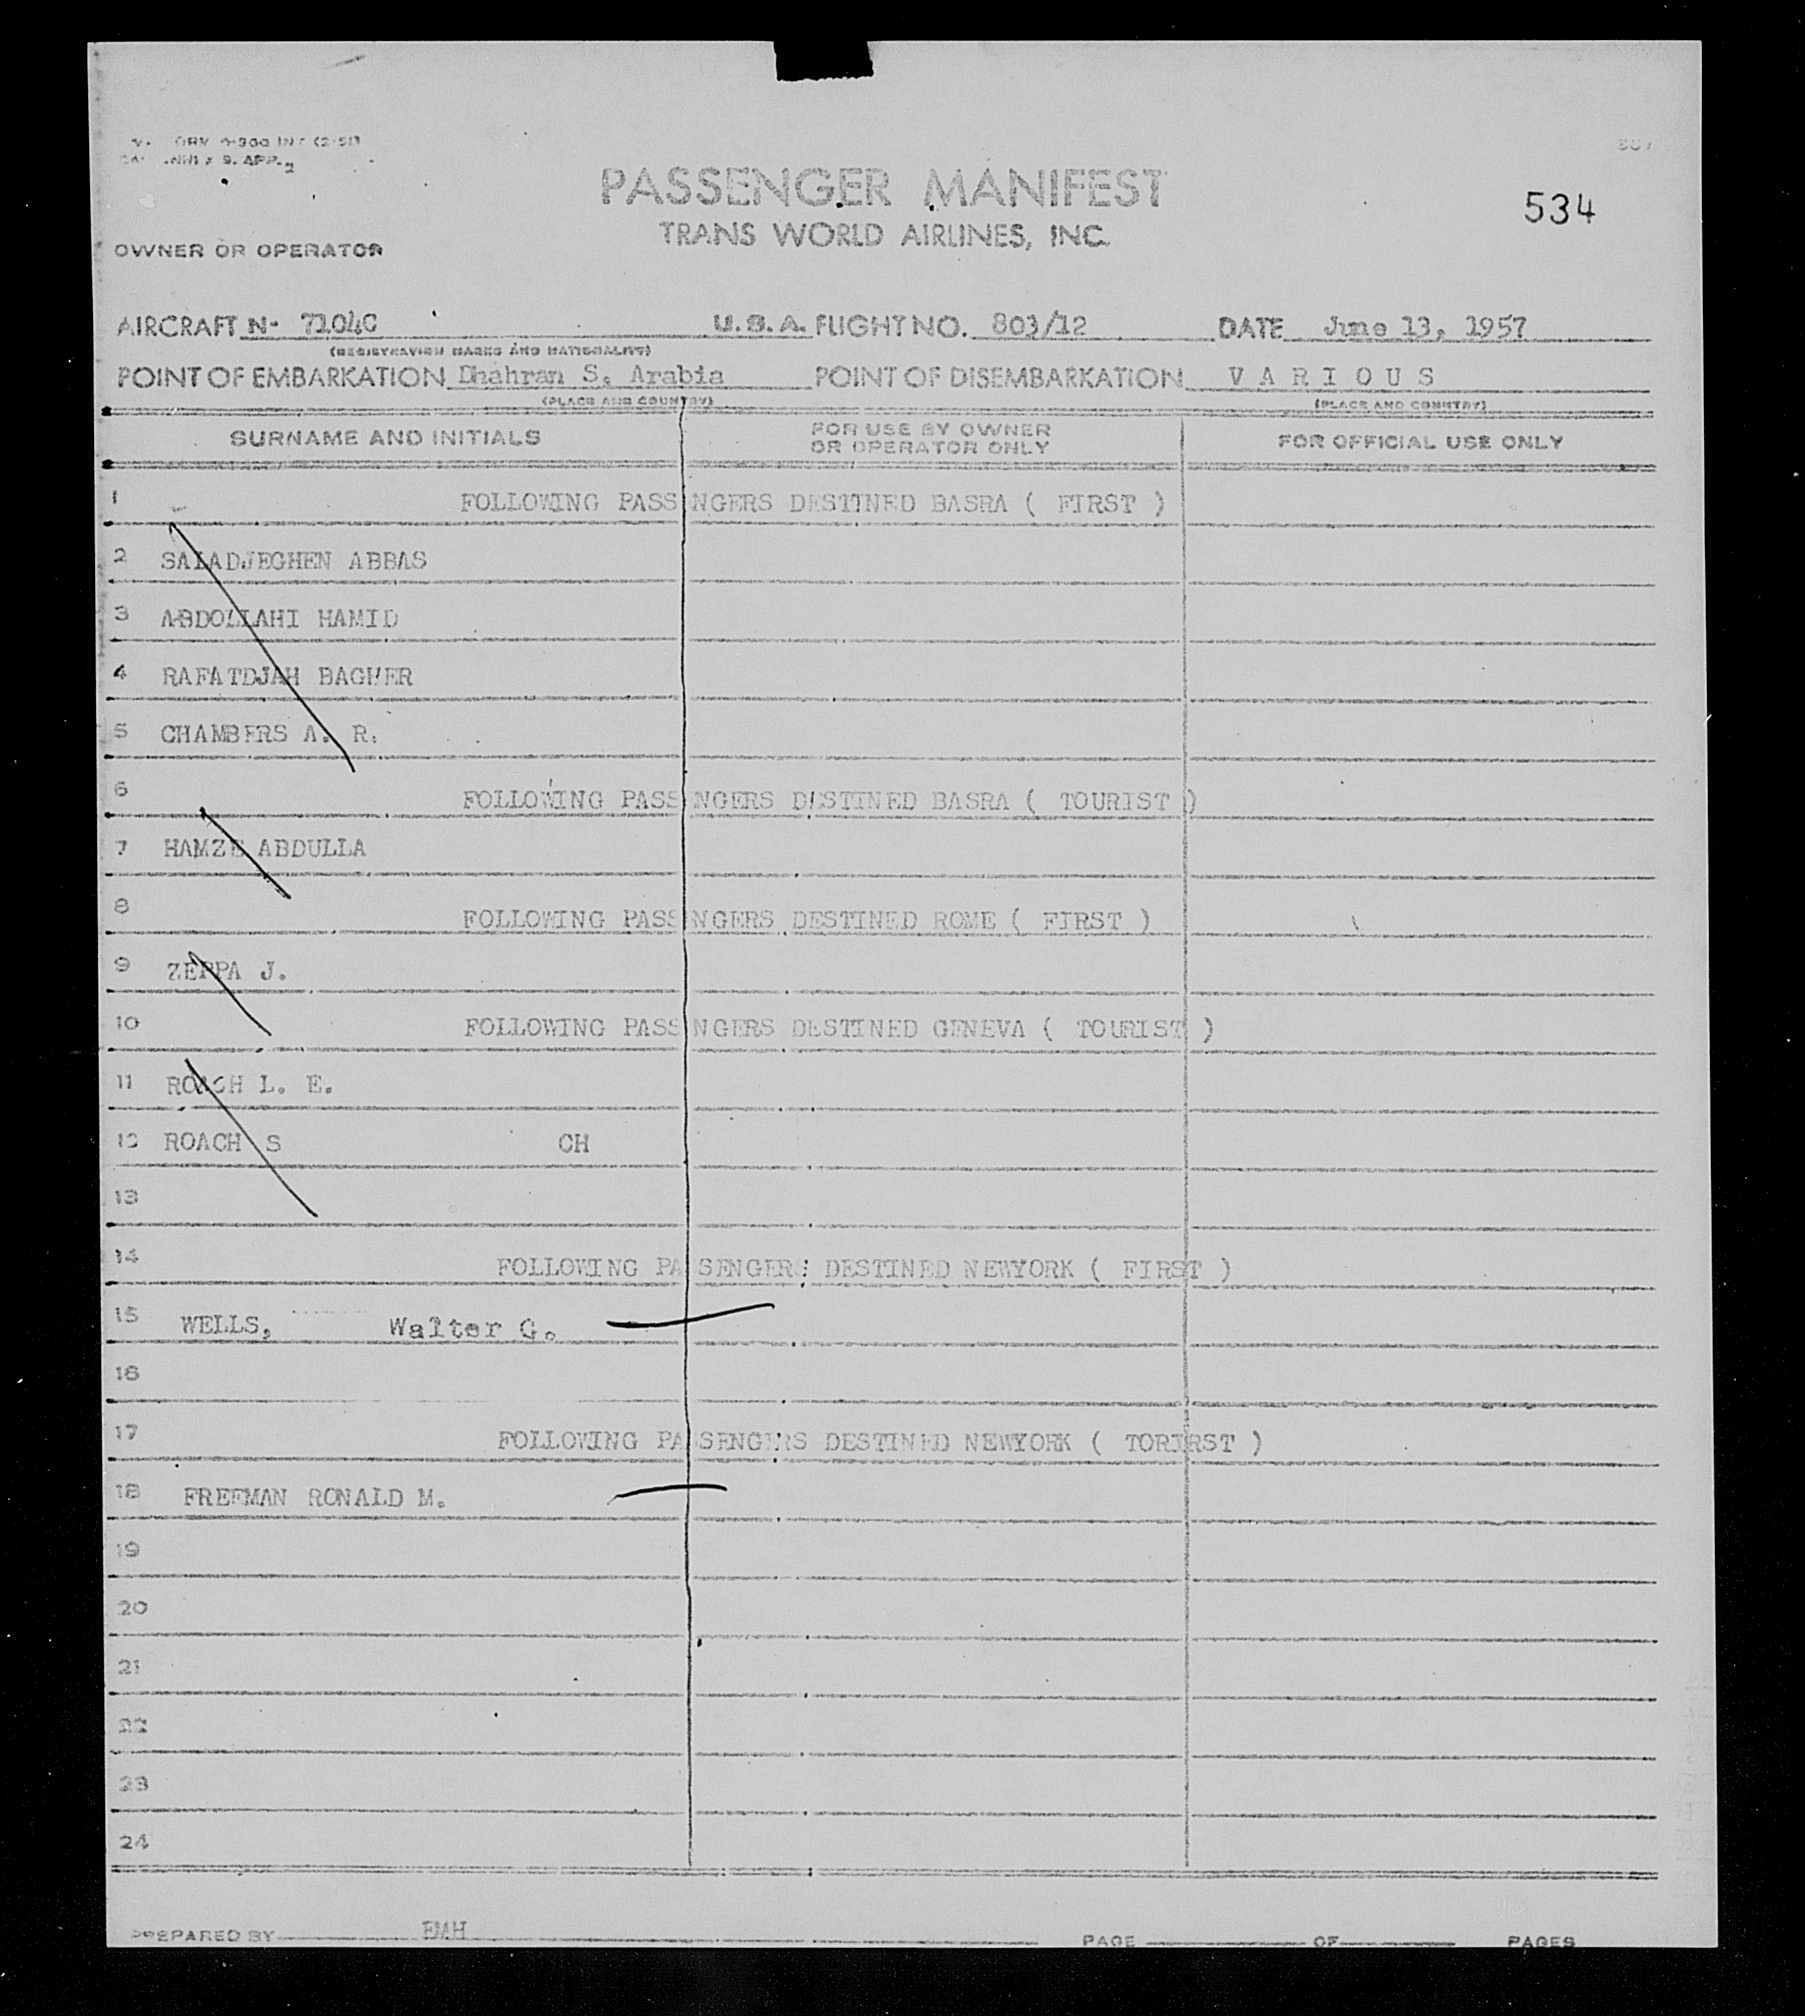 PASSENGER MANIFEST
534
TRANS WORLD AIRLINES, INC.
OWNER OR OPERATOR
AIRCRAFT N- 7104C U.S.A. FLIGHT NO. 803/12 DATE June 13, 1957
(REGISTRATION MARKS AND NATIONALITY)
POINT OF EMBARKATION Dhahran S. Arabia POINT OF DISEMBARKATION V A R I O U S
(PLACE AND COUNTRY) (PLACE AND COUNTRY)
SURNAME AND INITIALS FOR USE BY OWNER OR OPERATOR ONLY FOR OFFICIAL USE ONLY
1 FOLLOWING PASSENGERS DESTINED BASRA ( FIRST )
2 SALADJEGHEN ABBAS
3 ABDOLLAHI HAMID
4 RAFATDJAH BAGHER
5 CHAMBERS A. R.
6 FOLLOWING PASSENGERS DESTINED BASRA ( TOURIST )
7 HAMZE ABDULLA
8 FOLLOWING PASSENGERS DESTINED ROME ( FIRST )
9 ZEPPA J.
10 FOLLOWING PASSENGERS DESTINED GENEVA ( TOURIST )
11 ROACH L. E.
12 ROACH S CH
13
14 FOLLOWING PASSENGERS DESTINED NEWYORK ( FIRST )
15 WELLS, Walter G.
16
17 FOLLOWING PASSENGERS DESTINED NEWYORK ( TORIRST )
18 FREEMAN RONALD M.
19
20
21
22
23
24
PREPARED BY EMH PAGE OF PAGES